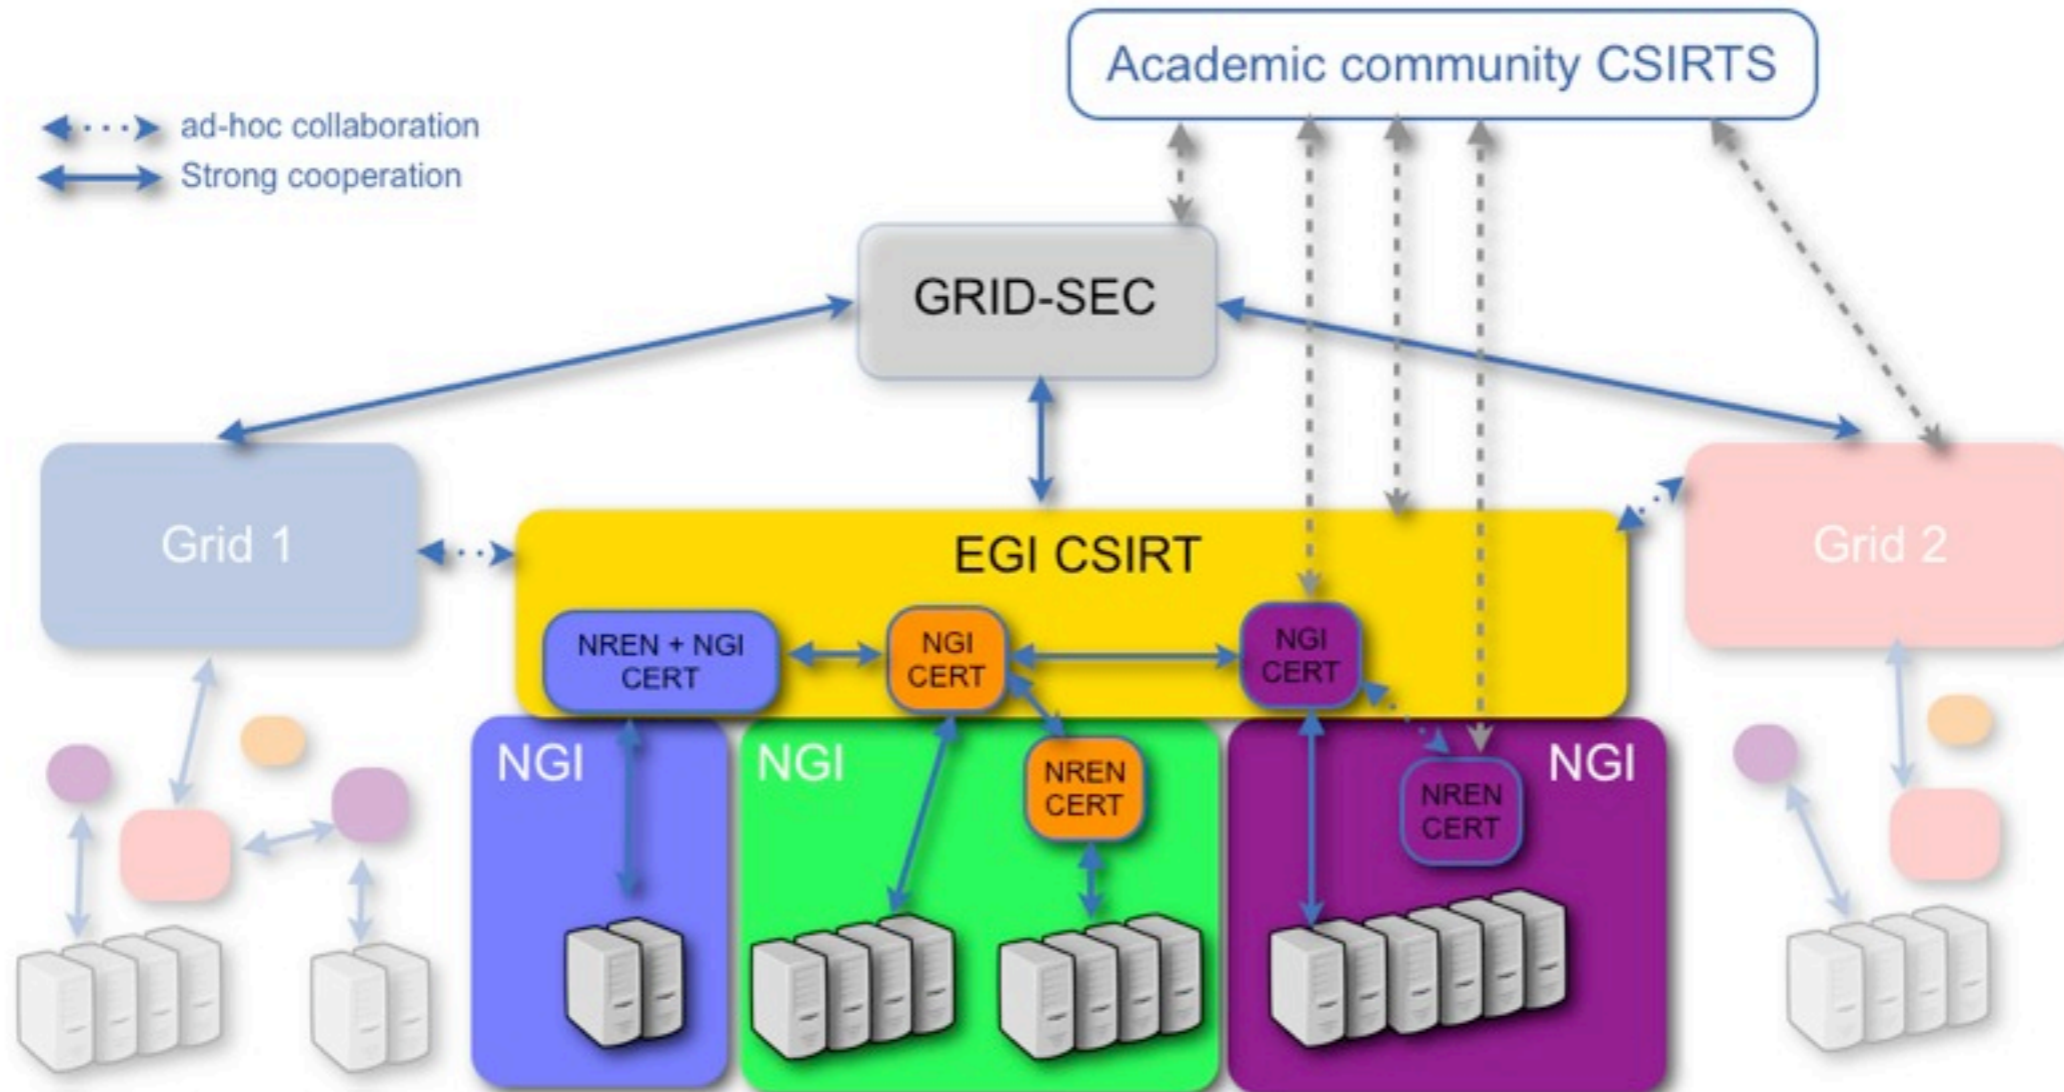 Academic community CSIRTS
ad-hoc collaboration
Strong cooperation
GRID-SEC
Grid 1
EGI CSIRT
Grid 2
NREN + NGI
CERT
NGI
CERT
NGI
CERT
NGI
NGI
NREN
CERT
NGI
NREN
CERT